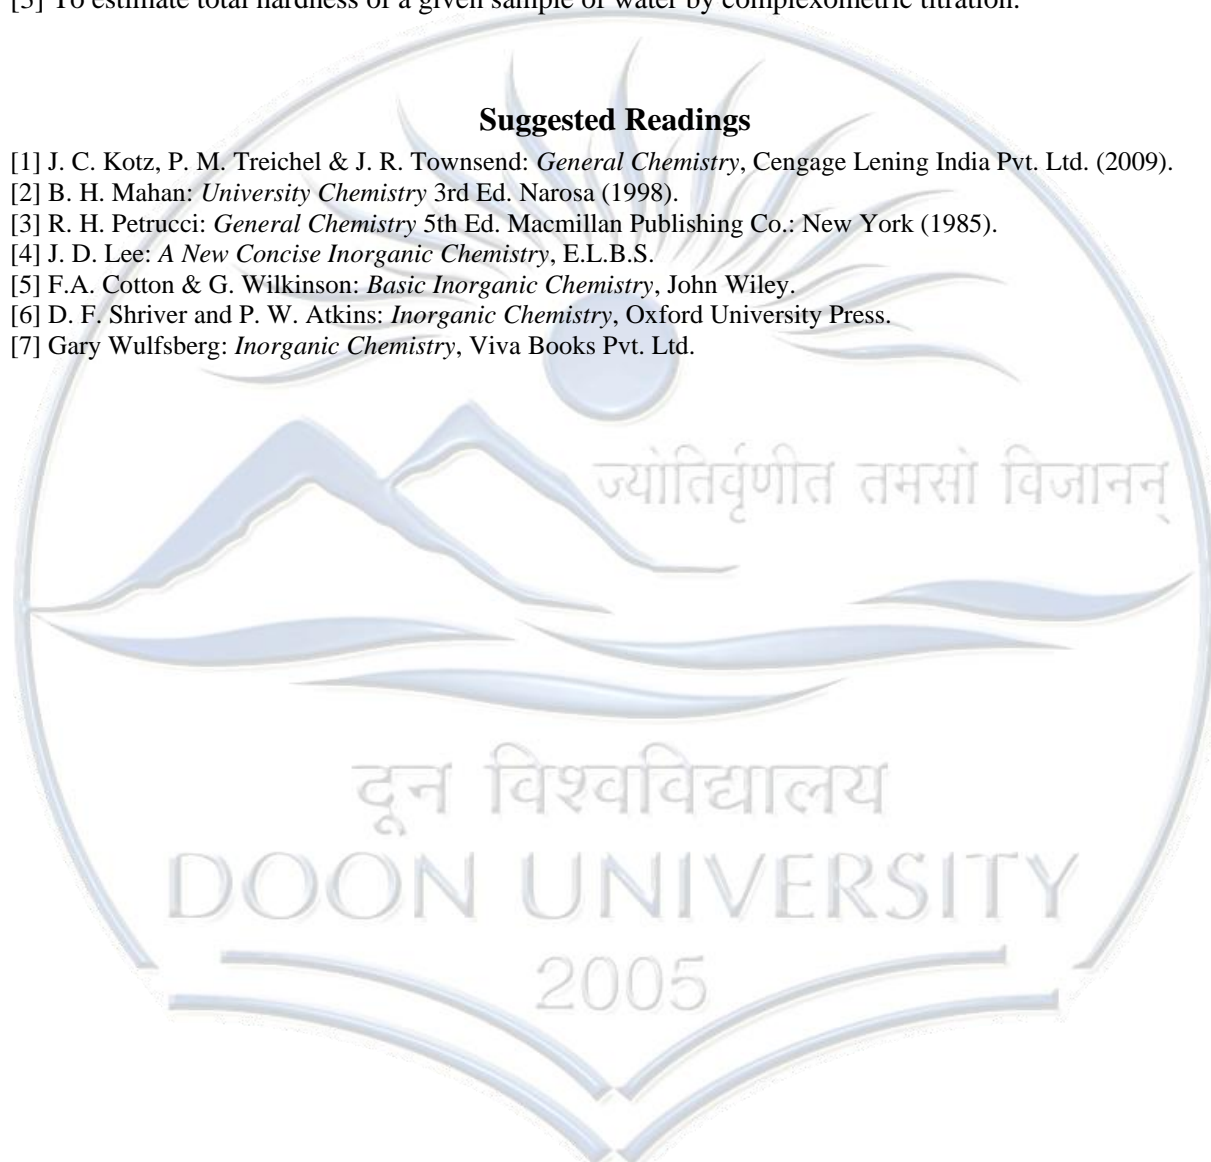 To estimate total hardness of a given sample of water by complexometric titration.
Suggested Readings
[1] J. C. Kotz, P. M. Treichel & J. R. Townsend: General Chemistry, Cengage Lening India Pvt. Ltd. (2009).
[2] B. H. Mahan: University Chemistry 3rd Ed. Narosa (1998).
[3] R. H. Petrucci: General Chemistry 5th Ed. Macmillan Publishing Co.: New York (1985).
[4] J. D. Lee: A New Concise Inorganic Chemistry, E.L.B.S.
[5] F.A. Cotton & G. Wilkinson: Basic Inorganic Chemistry, John Wiley.
[6] D. F. Shriver and P. W. Atkins: Inorganic Chemistry, Oxford University Press.
[7] Gary Wulfsberg: Inorganic Chemistry, Viva Books Pvt. Ltd.
ज्योतिर्वृणीत तमसो विजानन्
दून विश्वविद्यालय
DOON UNIVERSITY
2005